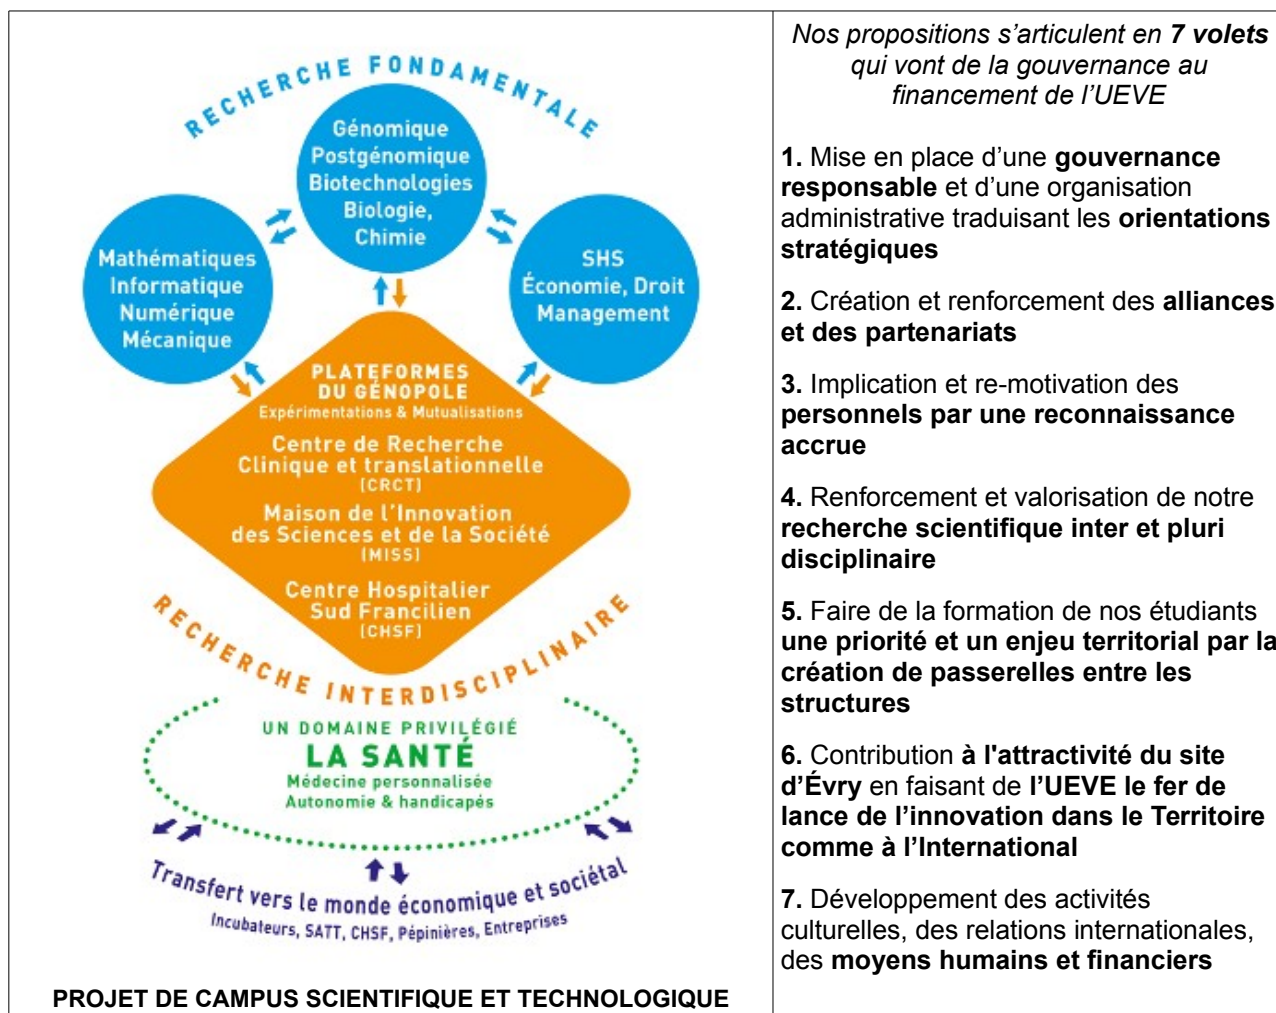 RECHERCHE FONDAMENTALE
Génomique
Postgénomique
Biotechnologies
Biologie,
Chimie
Mathématiques
Informatique
Numérique
Mécanique
SHS
Économie, Droit
Management
PLATEFORMES
DU GÉNOPOLE
Expérimentations & Mutualisations
Centre de Recherche
Clinique et translationnelle
(CRCT)
Maison de l'Innovation
des Sciences et de la Société
(MISS)
Centre Hospitalier
Sud Francilien
(CHSF)
RECHERCHE INTERDISCIPLINAIRE
UN DOMAINE PRIVILÉGIÉ
LA SANTÉ
Médecine personnalisée
Autonomie & handicapés
Transfert vers le monde économique et sociétal
Incubateurs, SATT, CHSF, Pépinières, Entreprises
PROJET DE CAMPUS SCIENTIFIQUE ET TECHNOLOGIQUE
Nos propositions s'articulent en 7 volets
qui vont de la gouvernance au
financement de l'UEVE
1. Mise en place d'une gouvernance
responsable et d'une organisation
administrative traduisant les orientations
stratégiques
2. Création et renforcement des alliances
et des partenariats
3. Implication et re-motivation des
personnels par une reconnaissance
accrue
4. Renforcement et valorisation de notre
recherche scientifique inter et pluri
disciplinaire
5. Faire de la formation de nos étudiants
une priorité et un enjeu territorial par la
création de passerelles entre les
structures
6. Contribution à l'attractivité du site
d'Évry en faisant de l'UEVE le fer de
lance de l'innovation dans le Territoire
comme à l'International
7. Développement des activités
culturelles, des relations internationales,
des moyens humains et financiers